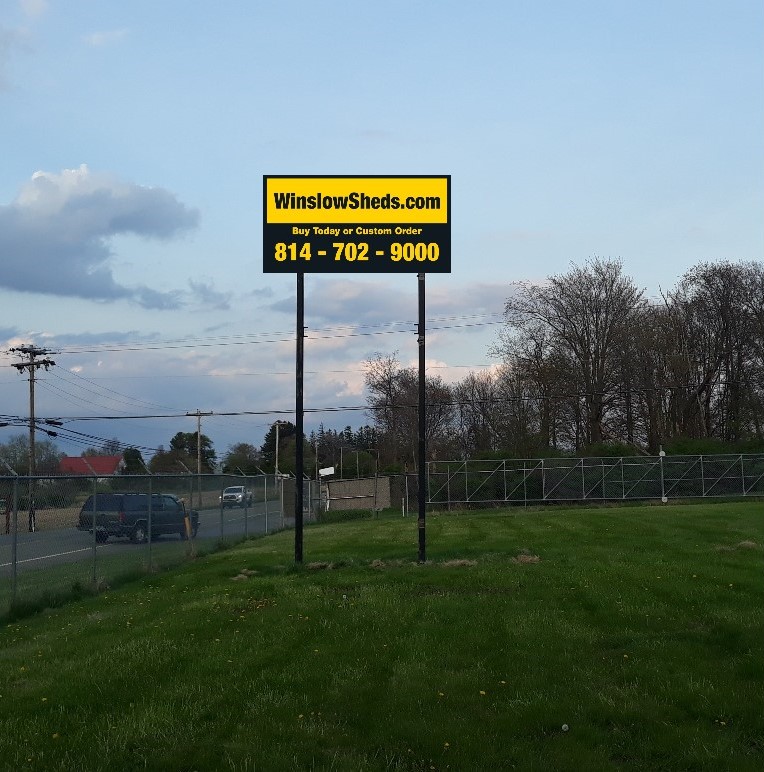 WinslowSheds.com
Buy Today or Custom Order
814 - 702 - 9000